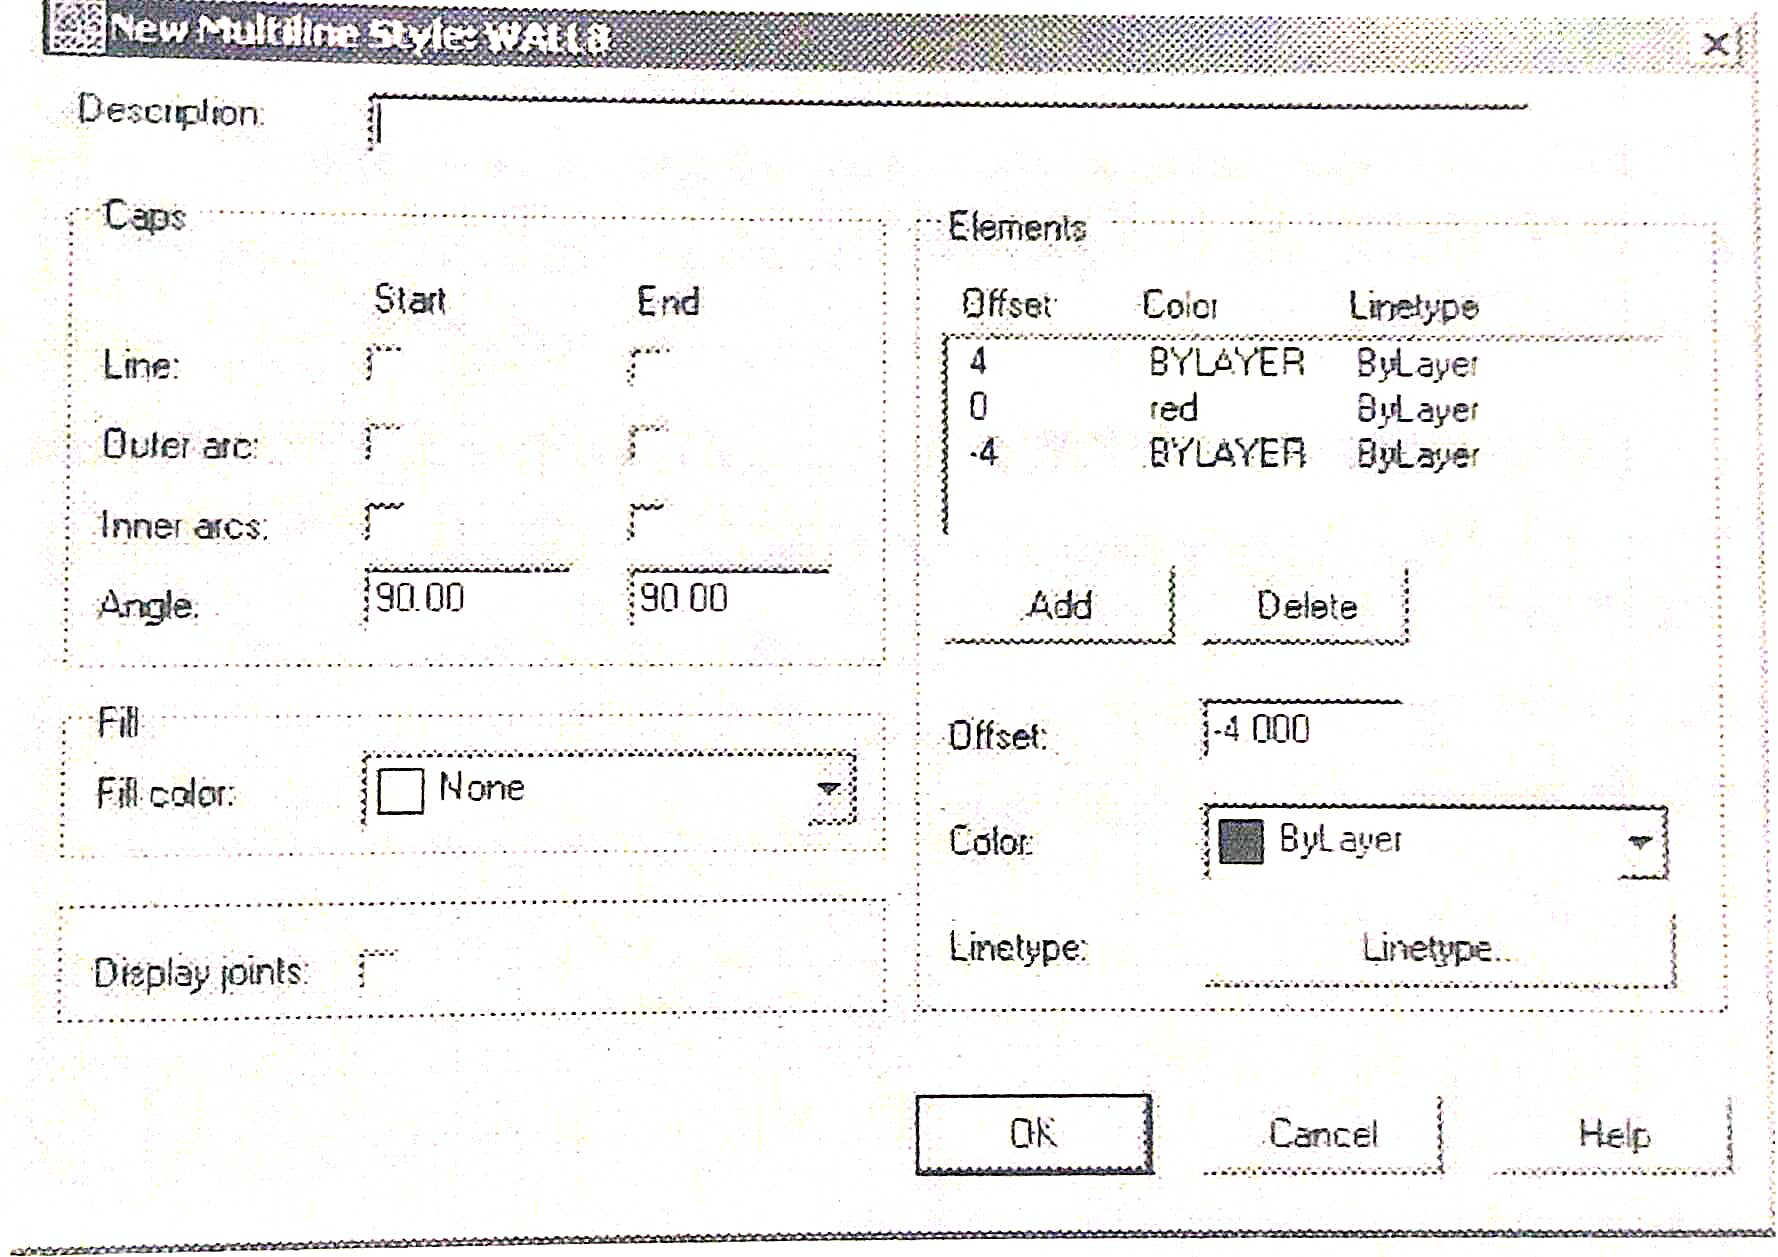 New Multiline Style: WALL8
Description:
Caps
Start End
Line:
Outer arc:
Inner arcs:
Angle: 90.00 90.00
Fill
Fill color: None
Display joints:
Elements
Offset Color Linetype
4 BYLAYER ByLayer
0 red ByLayer
-4 BYLAYER ByLayer
Add Delete
Offset: -4.000
Color: ByLayer
Linetype: Linetype...
OK Cancel Help